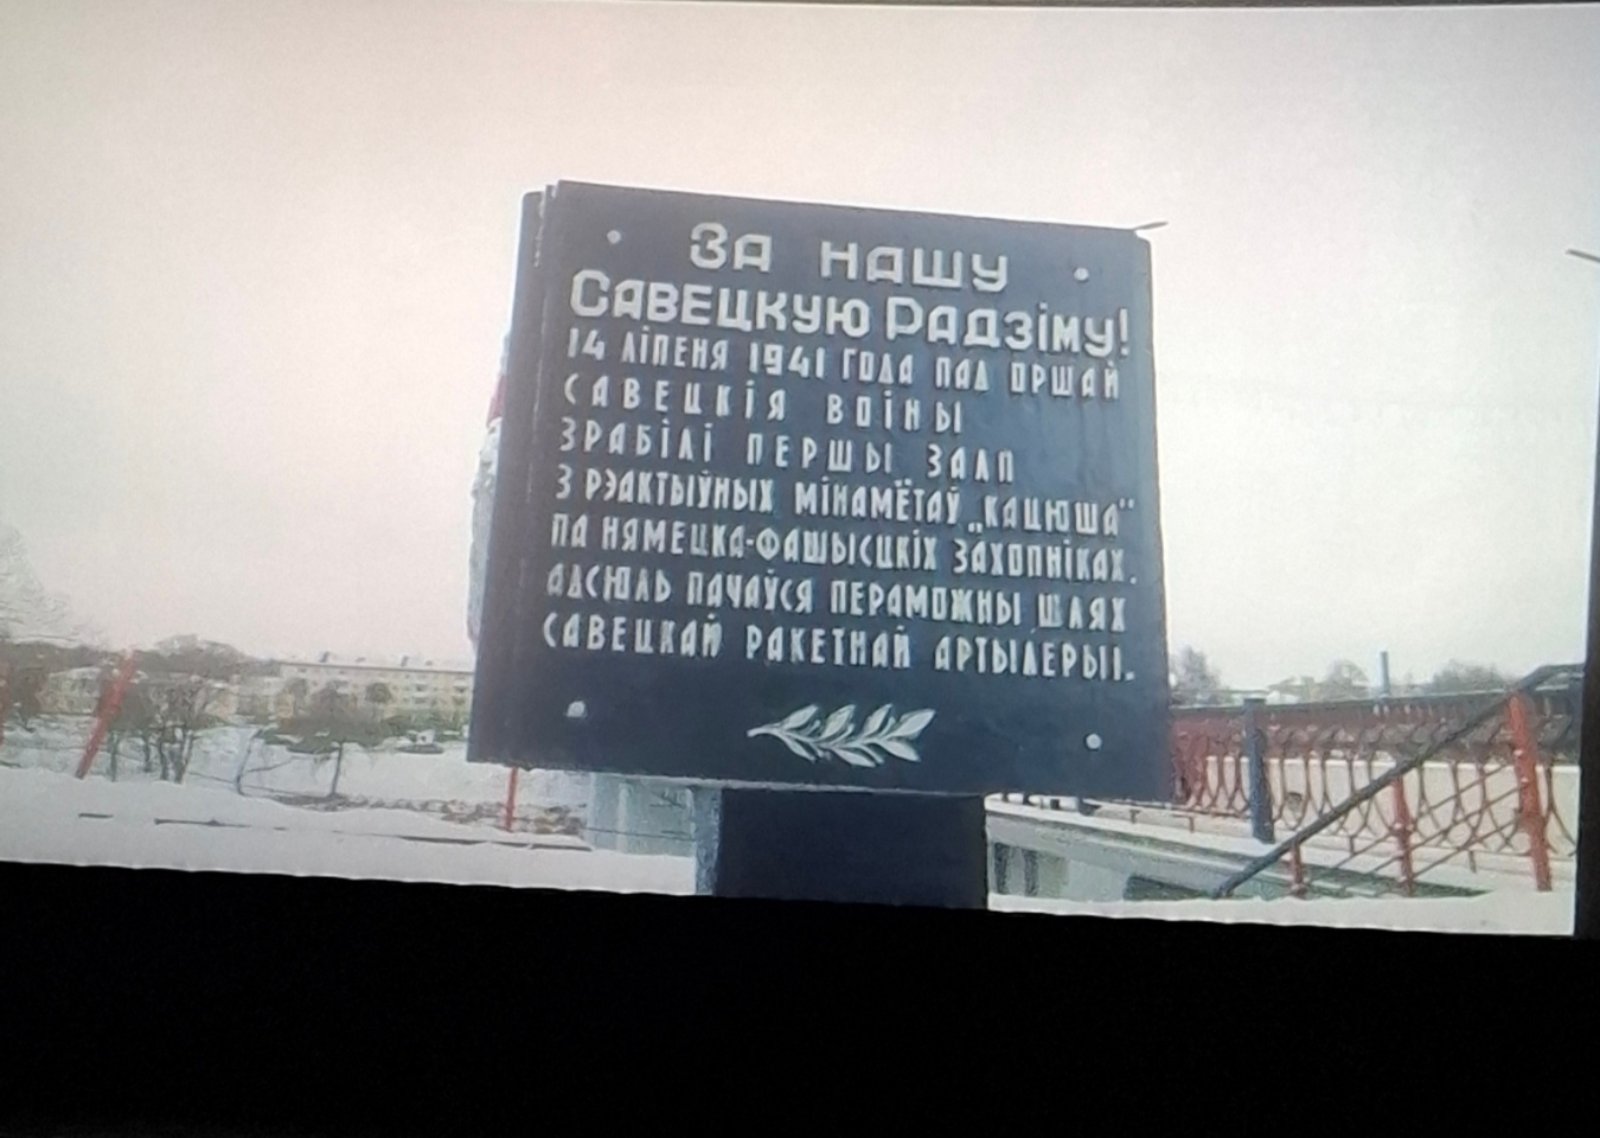 За нашу
Савецкую Радзіму!
14 ліпеня 1941 года пад Оршай
савецкія воіны
зрабілі першы залп
з рэактыўных мінамётаў „Кацюша“
па нямецка-фашысцкіх захопніках.
Адсюль пачаўся пераможны шлях
савецкай ракетнай артылерыі.